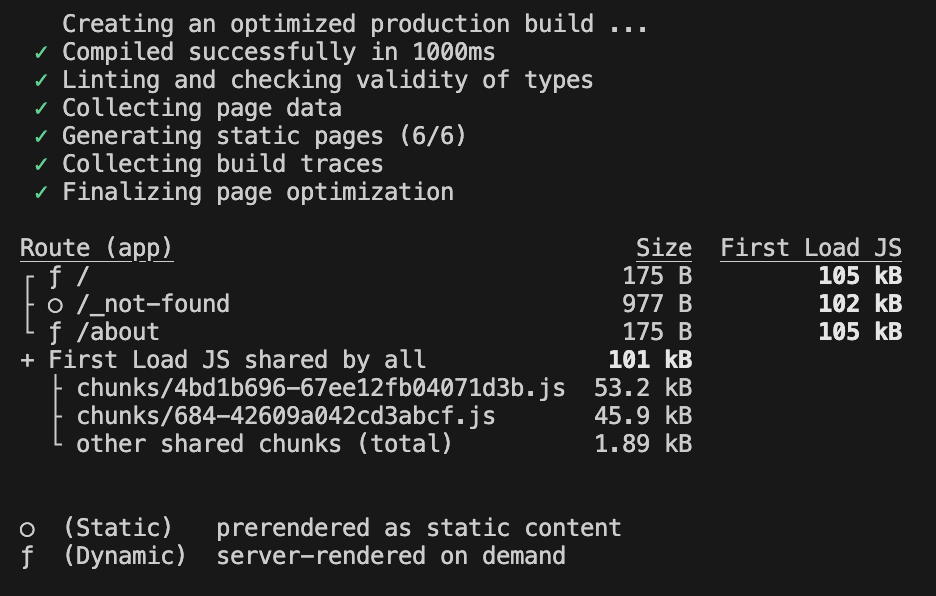 Creating an optimized production build ...
✓ Compiled successfully in 1000ms
✓ Linting and checking validity of types
✓ Collecting page data
✓ Generating static pages (6/6)
✓ Collecting build traces
✓ Finalizing page optimization
Route (app) Size First Load JS
┌ ƒ / 175 B 105 kB
├ ○ /_not-found 977 B 102 kB
└ ƒ /about 175 B 105 kB
+ First Load JS shared by all 101 kB
├ chunks/4bd1b696-67ee12fb04071d3b.js 53.2 kB
├ chunks/684-42609a042cd3abcf.js 45.9 kB
└ other shared chunks (total) 1.89 kB
○ (Static) prerendered as static content
ƒ (Dynamic) server-rendered on demand